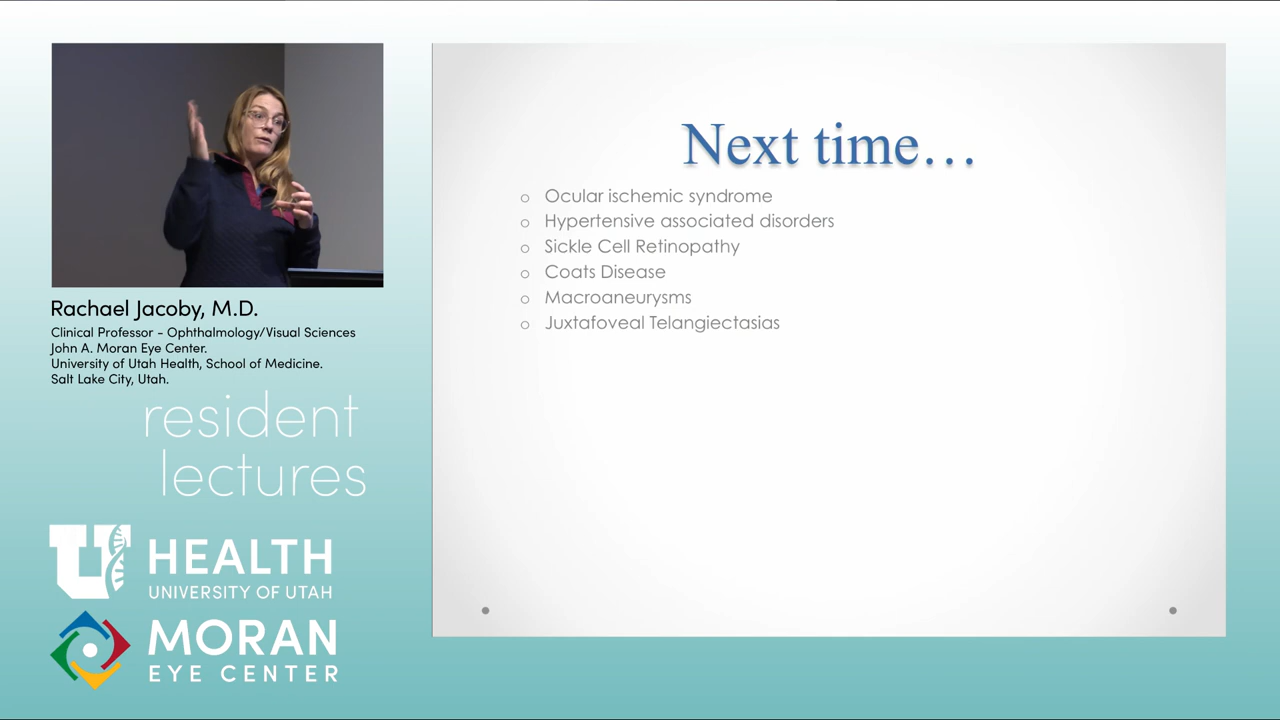 Rachael Jacoby, M.D.
Clinical Professor - Ophthalmology/Visual Sciences
John A. Moran Eye Center.
University of Utah Health, School of Medicine.
Salt Lake City, Utah.
resident
lectures
U HEALTH
UNIVERSITY OF UTAH
MORAN
EYE CENTER
Next time…
o Ocular ischemic syndrome
o Hypertensive associated disorders
o Sickle Cell Retinopathy
o Coats Disease
o Macroaneurysms
o Juxtafoveal Telangiectasias